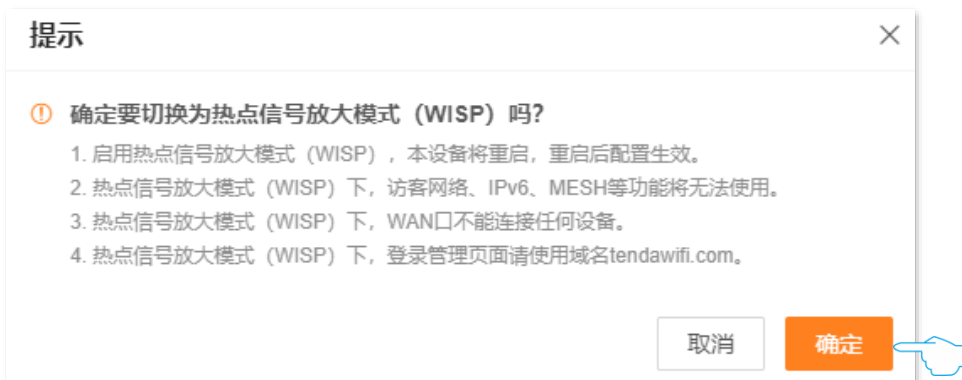 提示
确定要切换为热点信号放大模式（WISP）吗?
1. 启用热点信号放大模式（WISP），本设备将重启，重启后配置生效。
2. 热点信号放大模式（WISP）下，访客网络、IPv6、MESH等功能将无法使用。
3. 热点信号放大模式（WISP）下，WAN口不能连接任何设备。
4. 热点信号放大模式（WISP）下，登录管理页面请使用域名tendawifi.com。
取消
确定